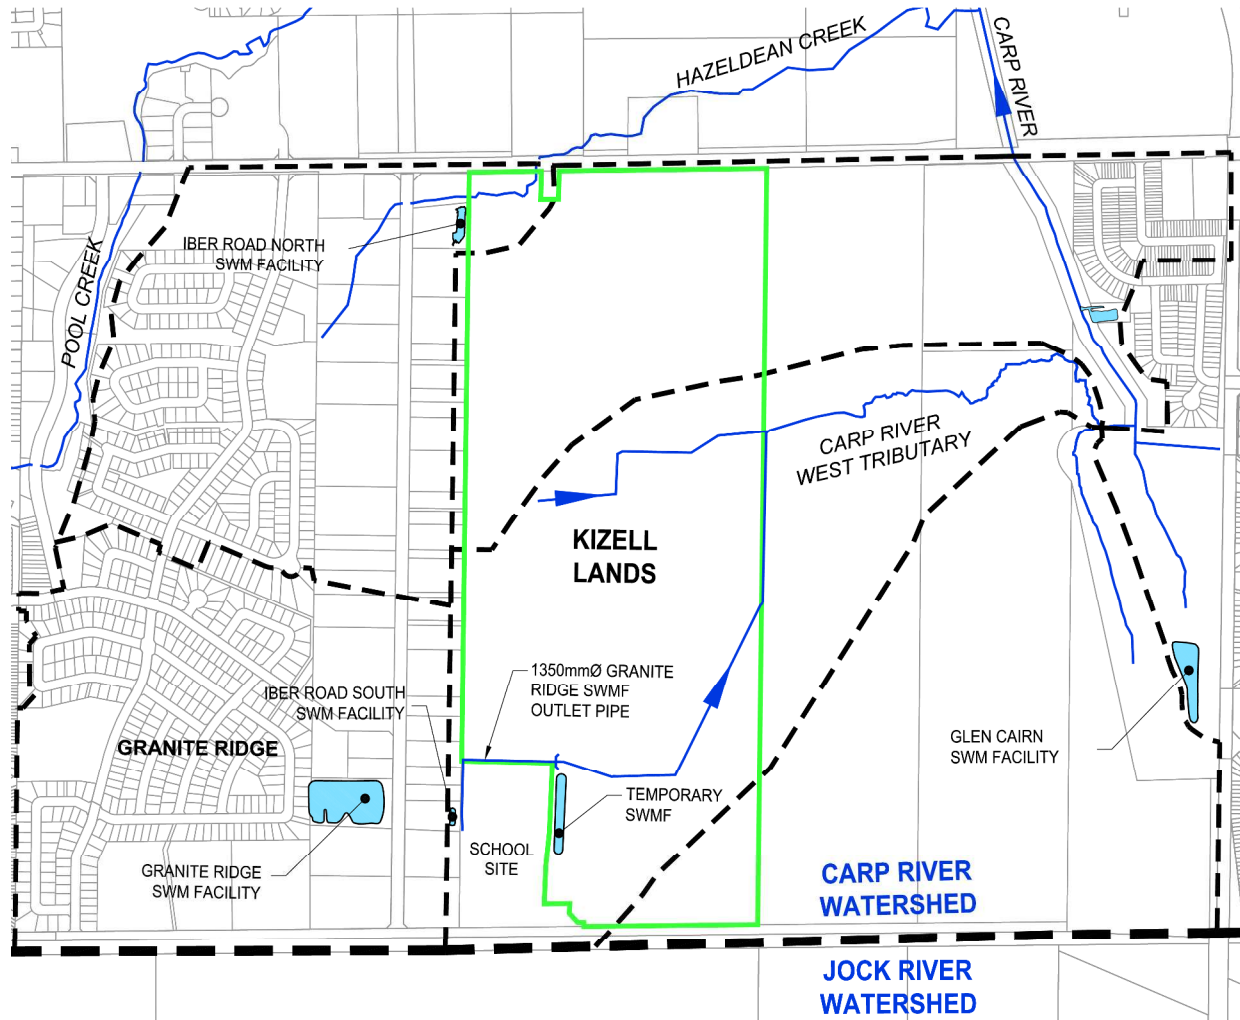 HAZELDEAN CREEK
CARP RIVER
POOL CREEK
IBER ROAD NORTH
SWM FACILITY
CARP RIVER
WEST TRIBUTARY
KIZELL
LANDS
1350mmØ GRANITE
RIDGE SWMF
OUTLET PIPE
IBER ROAD SOUTH
SWM FACILITY
GRANITE RIDGE
GLEN CAIRN
SWM FACILITY
TEMPORARY
SWMF
SCHOOL
SITE
GRANITE RIDGE
SWM FACILITY
CARP RIVER
WATERSHED
JOCK RIVER
WATERSHED